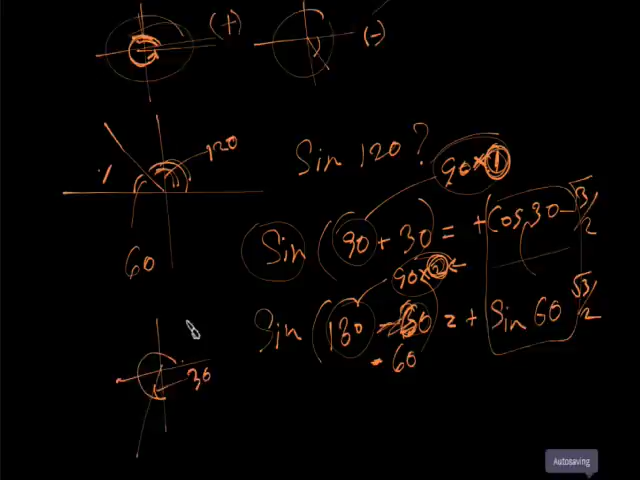 (+) (-)
120
Sin 120?
90×1
60
Sin (90 + 30) = + Cos 30 - √3/2
90×2
Sin (180 - 60) = + Sin 60 √3/2
- 60
30
Autosaving